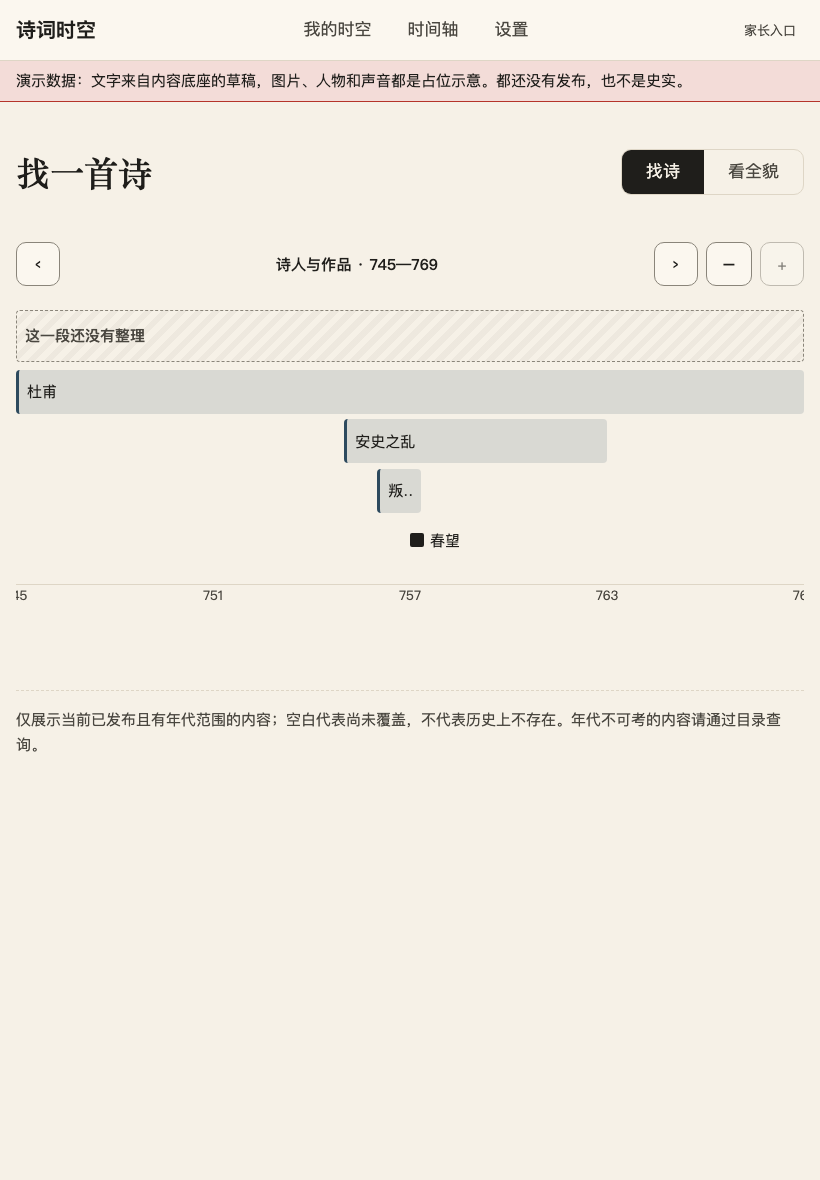 诗词时空
我的时空 时间轴 设置
家长入口
演示数据：文字来自内容底座的草稿，图片、人物和声音都是占位示意。都还没有发布，也不是史实。
找一首诗
找诗 看全貌
‹ 诗人与作品 · 745—769 › − +
这一段还没有整理
杜甫
安史之乱
叛..
春望
45 751 757 763 76
仅展示当前已发布且有年代范围的内容；空白代表尚未覆盖，不代表历史上不存在。年代不可考的内容请通过目录查
询。